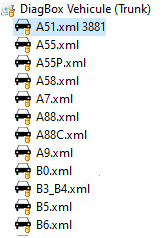 DiagBox Vehicule (Trunk)
A51.xml 3881
A55.xml
A55P.xml
A58.xml
A7.xml
A88.xml
A88C.xml
A9.xml
B0.xml
B3_B4.xml
B5.xml
B6.xml